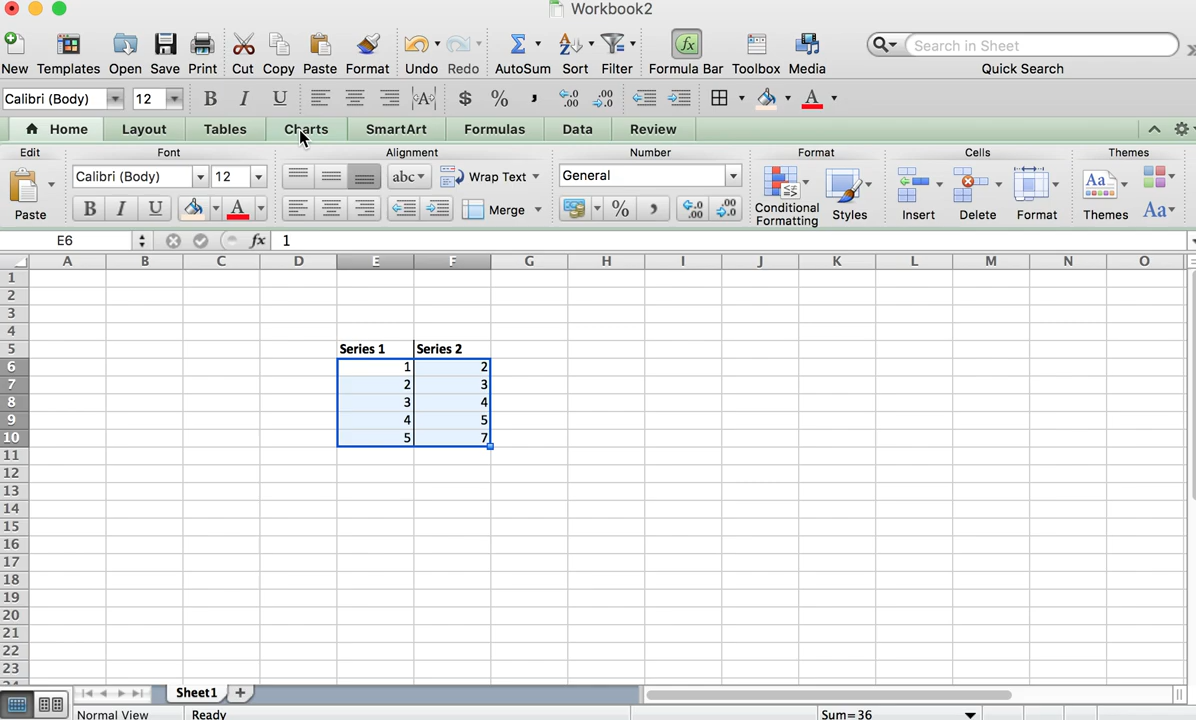 Workbook2
New Templates Open Save Print Cut Copy Paste Format Undo Redo AutoSum Sort Filter Formula Bar Toolbox Media
Search in Sheet
Quick Search
Calibri (Body) 12 B I U ABC $ % ,
Home Layout Tables Charts SmartArt Formulas Data Review
Edit Font Alignment Number Format Cells Themes
Calibri (Body) 12 abc Wrap Text General
Paste B I U A Merge % , Conditional Formatting Styles Insert Delete Format Themes Aa
E6 fx 1
A B C D E F G H I J K L M N O
1
2
3
4
5 Series 1 Series 2
6 1 2
7 2 3
8 3 4
9 4 5
10 5 7
11
12
13
14
15
16
17
18
19
20
21
22
23
Sheet1
Normal View Ready Sum=36